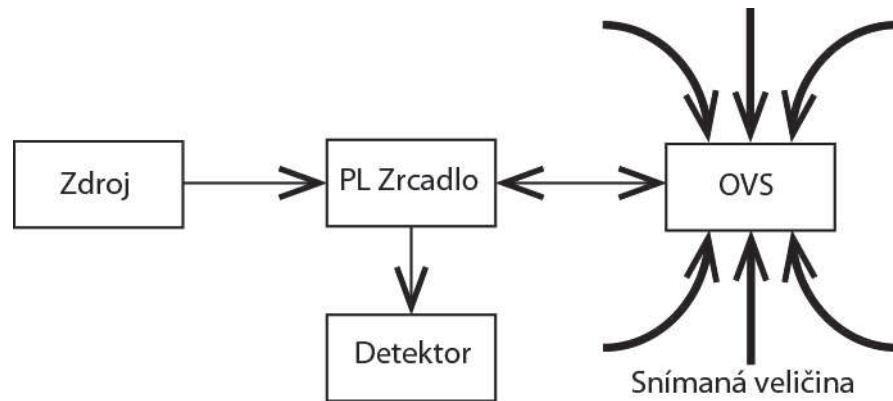 Zdroj
PL Zrcadlo
OVS
Detektor
Snímaná veličina